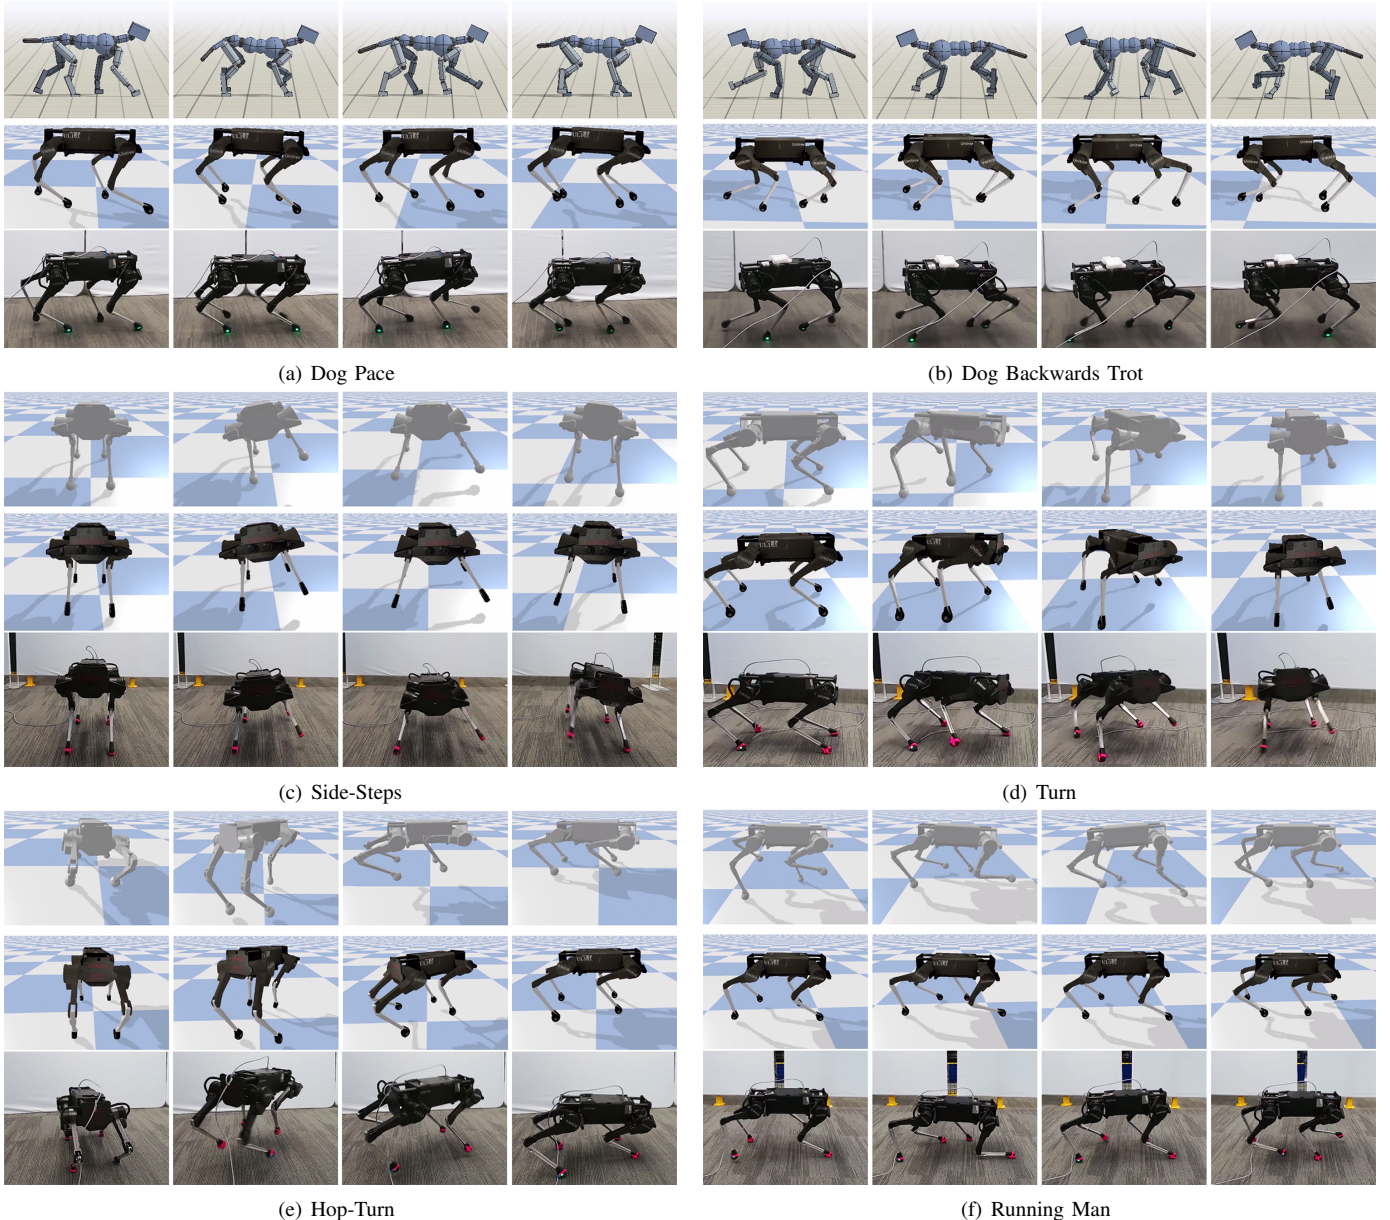 (a) Dog Pace
(b) Dog Backwards Trot
(c) Side-Steps
(d) Turn
(e) Hop-Turn
(f) Running Man